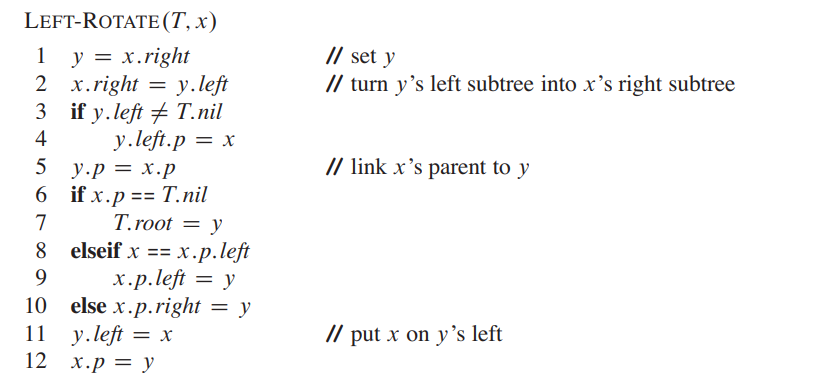 LEFT-ROTATE(T, x)
1 y = x.right // set y
2 x.right = y.left // turn y's left subtree into x's right subtree
3 if y.left ≠ T.nil
4 y.left.p = x
5 y.p = x.p // link x's parent to y
6 if x.p == T.nil
7 T.root = y
8 elseif x == x.p.left
9 x.p.left = y
10 else x.p.right = y
11 y.left = x // put x on y's left
12 x.p = y